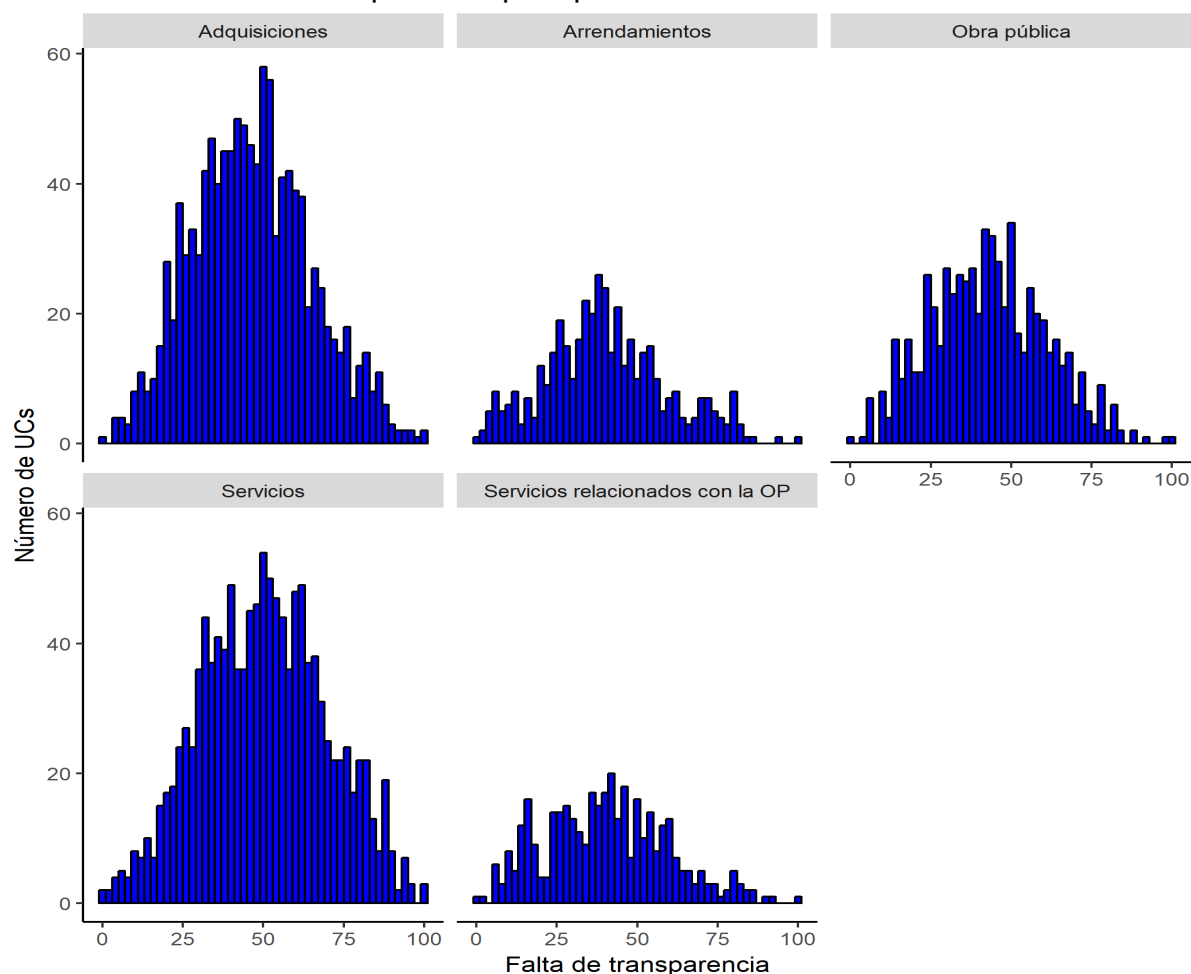 Adquisiciones
Arrendamientos
Obra pública
60
40
20
0
0 25 50 75 100
Servicios
Servicios relacionados con la OP
60
40
20
0
0 25 50 75 100
0 25 50 75 100
Número de UCs
Falta de transparencia